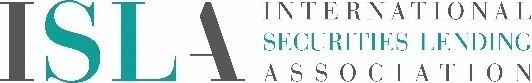 ISLA
INTERNATIONAL
SECURITIES LENDING
ASSOCIATION